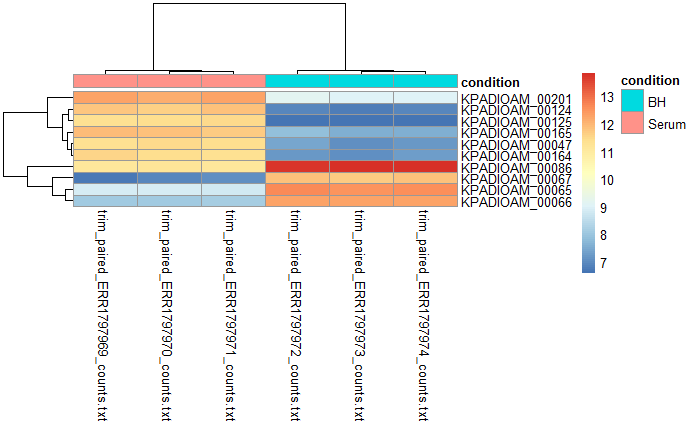 condition
KPADIOAM_00201
KPADIOAM_00124
KPADIOAM_00125
KPADIOAM_00165
KPADIOAM_00047
KPADIOAM_00164
KPADIOAM_00086
KPADIOAM_00067
KPADIOAM_00065
KPADIOAM_00066
trim_paired_ERR1797969_counts.txt
trim_paired_ERR1797970_counts.txt
trim_paired_ERR1797971_counts.txt
trim_paired_ERR1797972_counts.txt
trim_paired_ERR1797973_counts.txt
trim_paired_ERR1797974_counts.txt
13
12
11
10
9
8
7
condition
BH
Serum